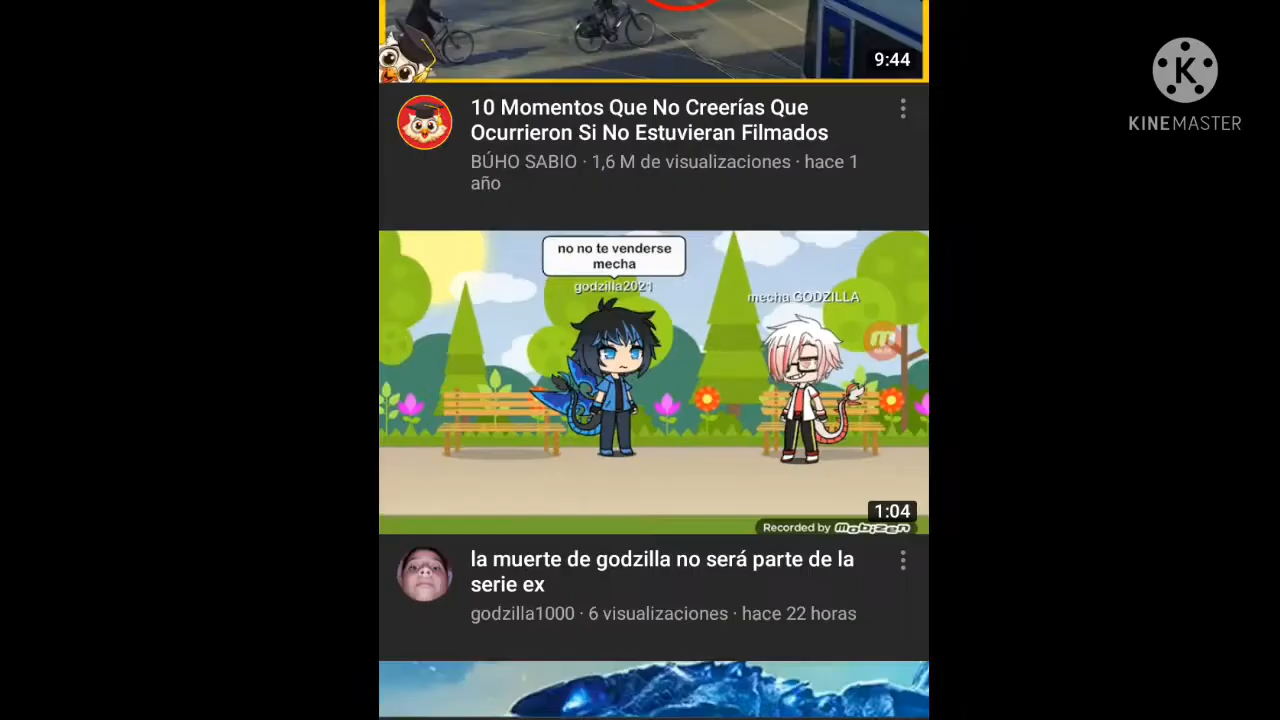 9:44
KINEMASTER
10 Momentos Que No Creerías Que
Ocurrieron Si No Estuvieran Filmados
BÚHO SABIO · 1,6 M de visualizaciones · hace 1
año
no no te venderse
mecha
godzilla2021
mecha GODZILLA
1:04
Recorded by mobizen
la muerte de godzilla no será parte de la
serie ex
godzilla1000 · 6 visualizaciones · hace 22 horas